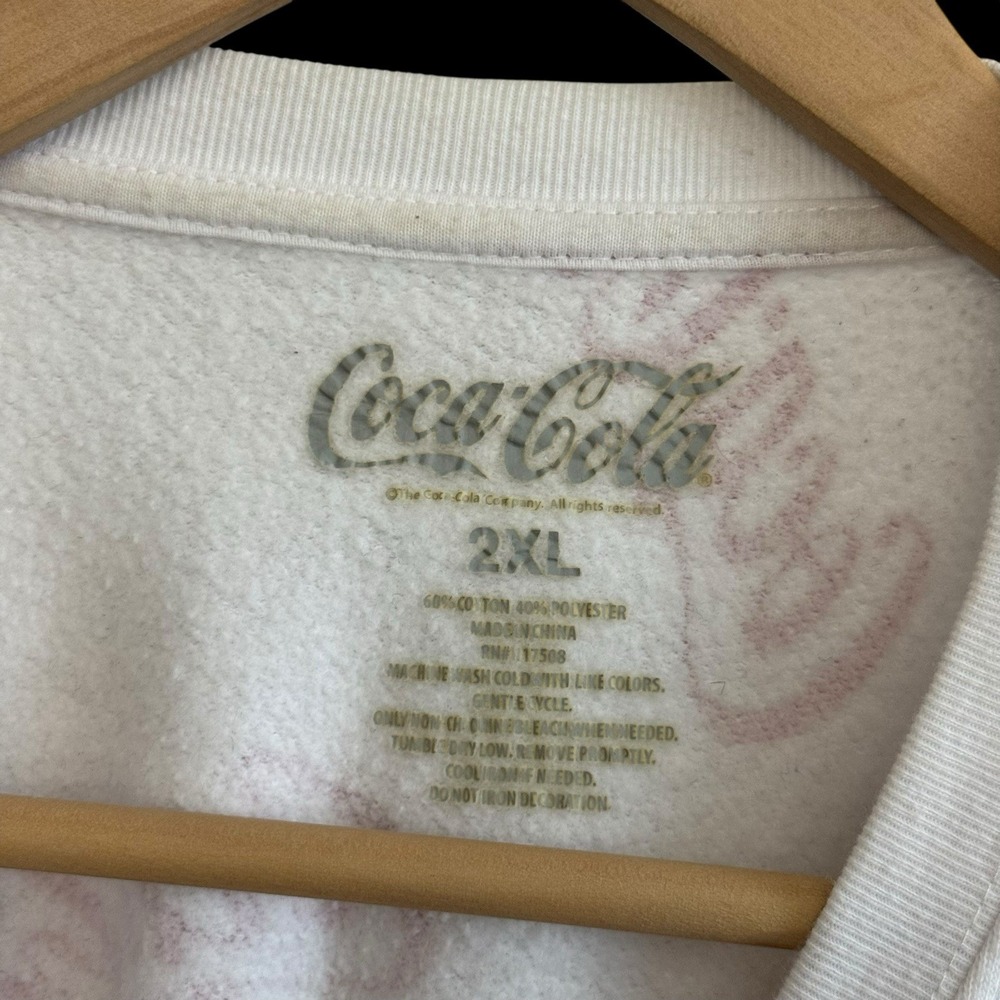 Coca-Cola®
©The Coca-Cola Company. All rights reserved.
2XL
60% COTTON 40% POLYESTER
MADE IN CHINA
RN# 117508
MACHINE WASH COLD WITH LIKE COLORS.
GENTLE CYCLE.
ONLY NON-CHLORINE BLEACH WHEN NEEDED.
TUMBLE DRY LOW. REMOVE PROMPTLY.
COOL IRON IF NEEDED.
DO NOT IRON DECORATION.